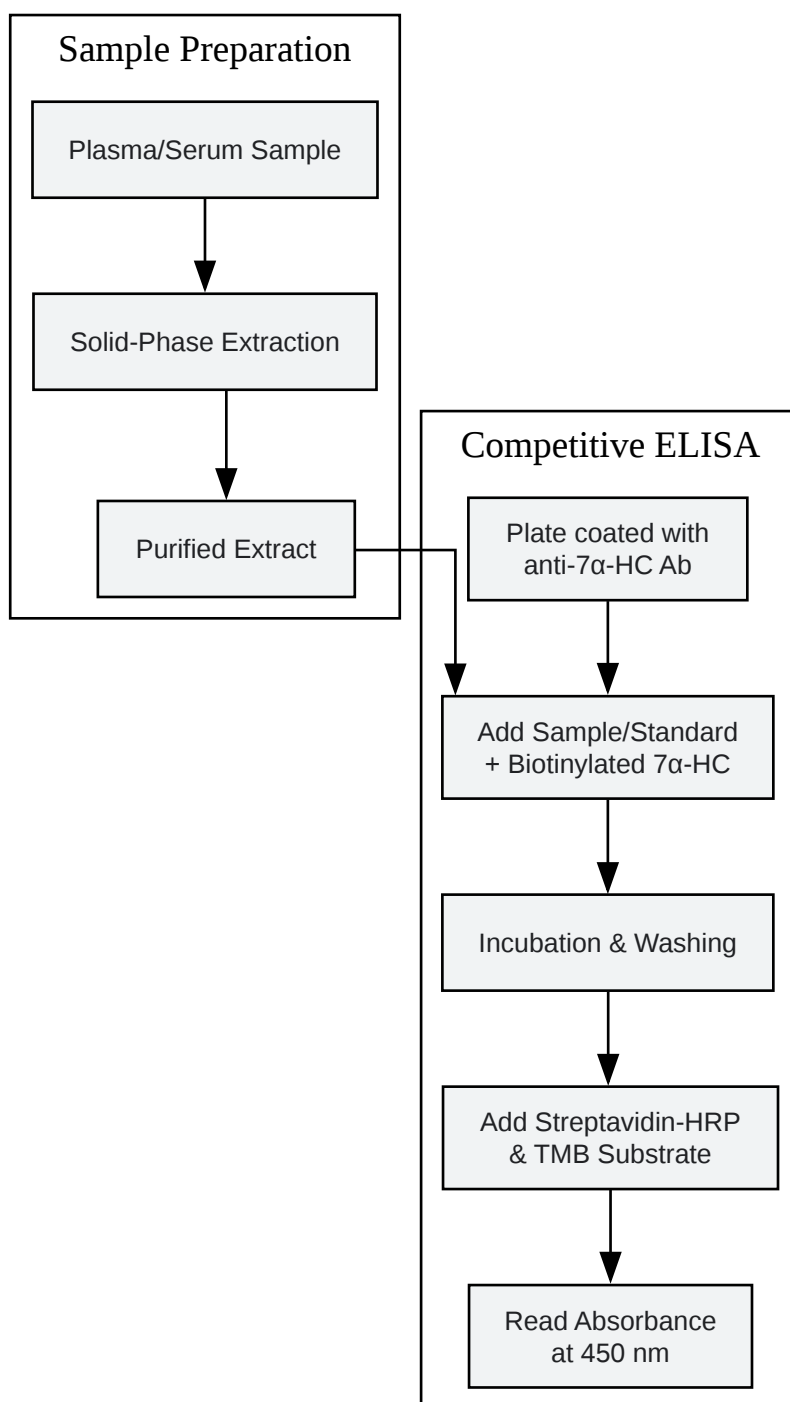 Sample Preparation
Plasma/Serum Sample
Solid-Phase Extraction
Purified Extract
Competitive ELISA
Plate coated with
anti-7α-HC Ab
Add Sample/Standard
+ Biotinylated 7α-HC
Incubation & Washing
Add Streptavidin-HRP
& TMB Substrate
Read Absorbance
at 450 nm